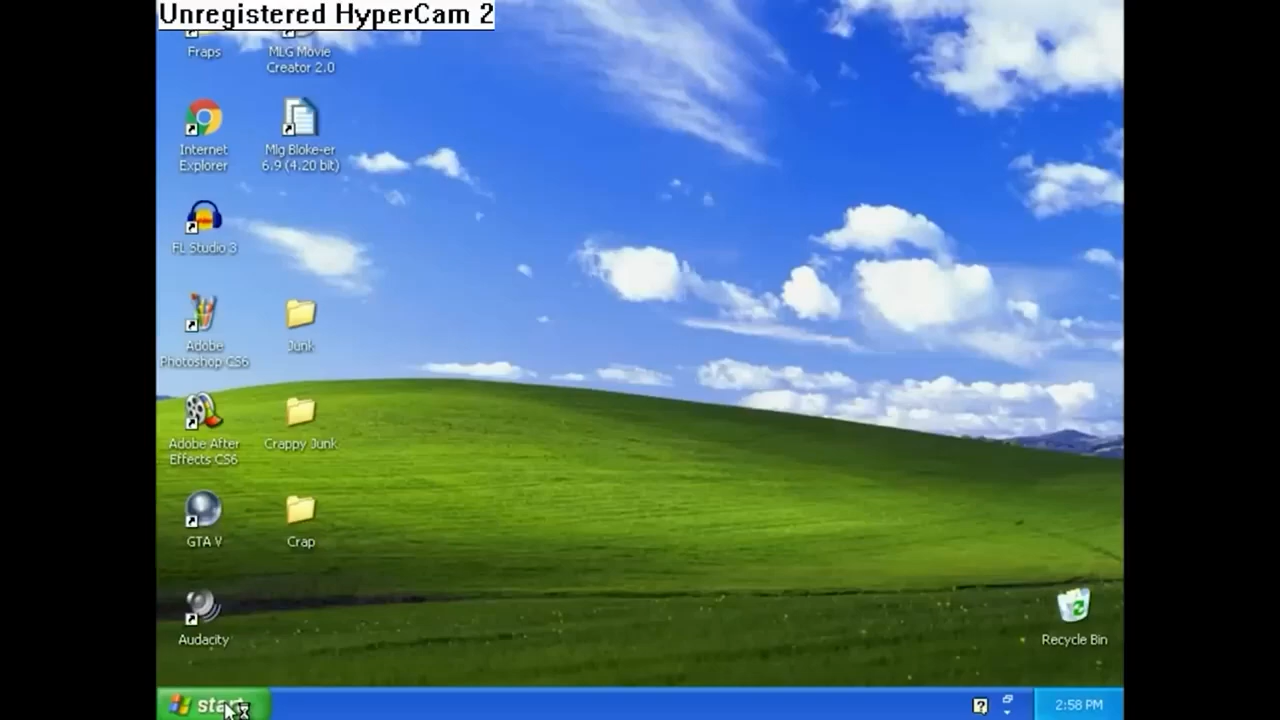 Unregistered HyperCam 2
Fraps
MLG Movie
Creator 2.0
Internet
Explorer
Mlg Bloke-er
6.9 (4.20 bit)
FL Studio 3
Adobe
Photoshop CS6
Junk
Adobe After
Effects CS6
Crappy Junk
GTA V
Crap
Audacity
Recycle Bin
start
?
2:58 PM